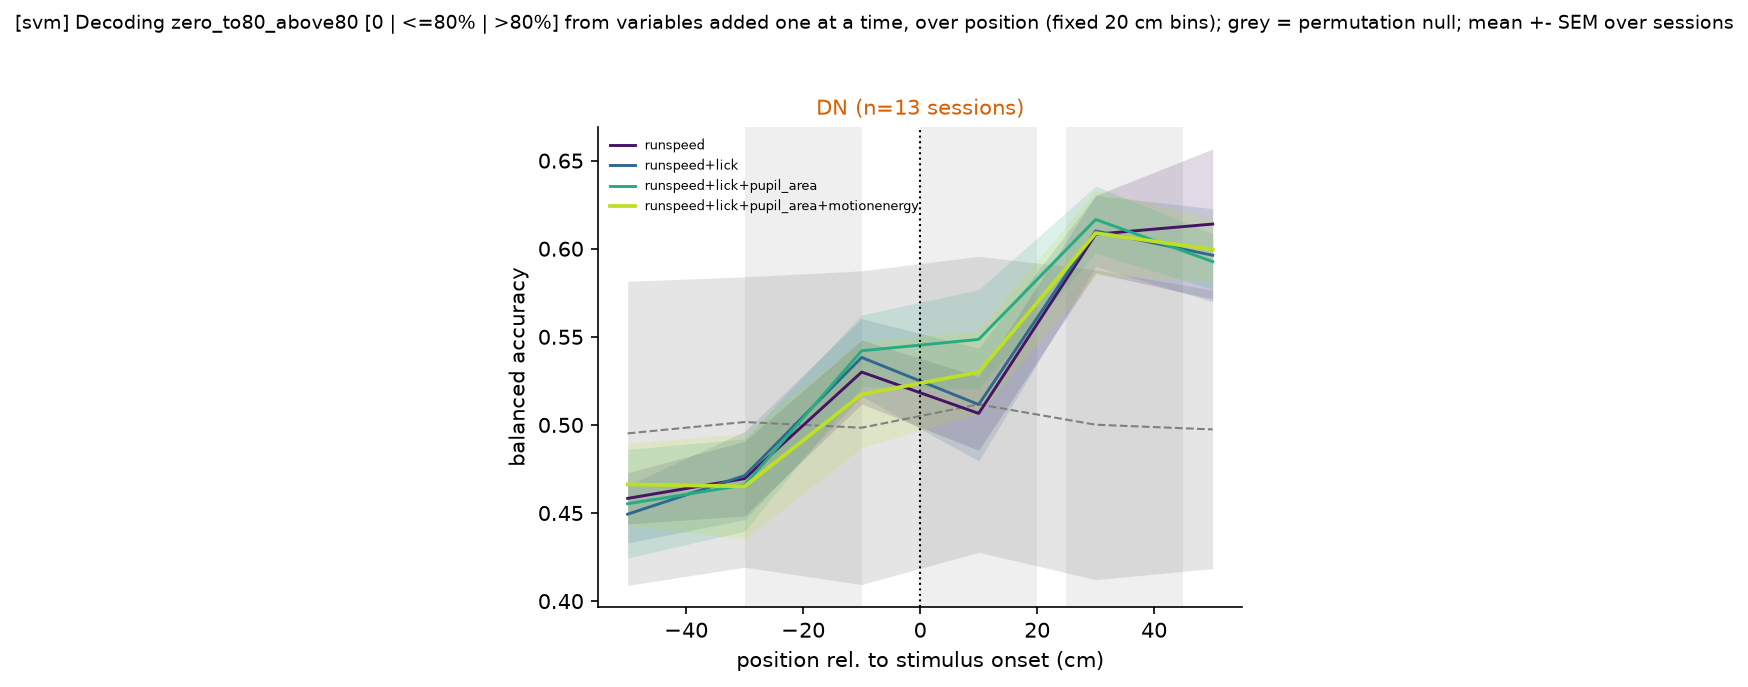 [svm] Decoding zero_to80_above80 [0 | <=80% | >80%] from variables added one at a time, over position (fixed 20 cm bins); grey = permutation null; mean +- SEM over sessions
DN (n=13 sessions)
runspeed
runspeed+lick
runspeed+lick+pupil_area
runspeed+lick+pupil_area+motionenergy
balanced accuracy
0.65
0.60
0.55
0.50
0.45
0.40
−40
−20
0
20
40
position rel. to stimulus onset (cm)